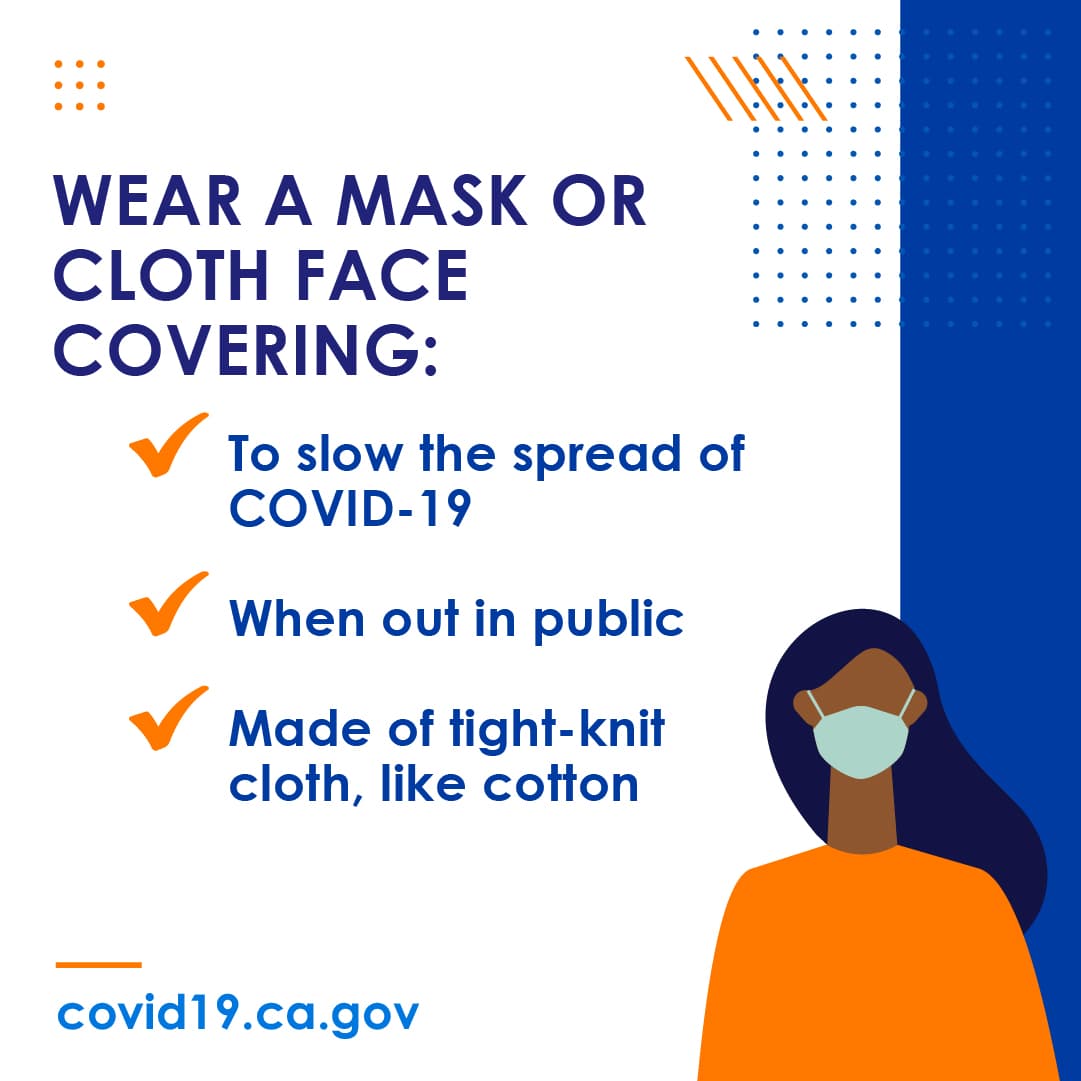 WEAR A MASK OR
CLOTH FACE
COVERING:
To slow the spread of
COVID-19
When out in public
Made of tight-knit
cloth, like cotton
covid19.ca.gov